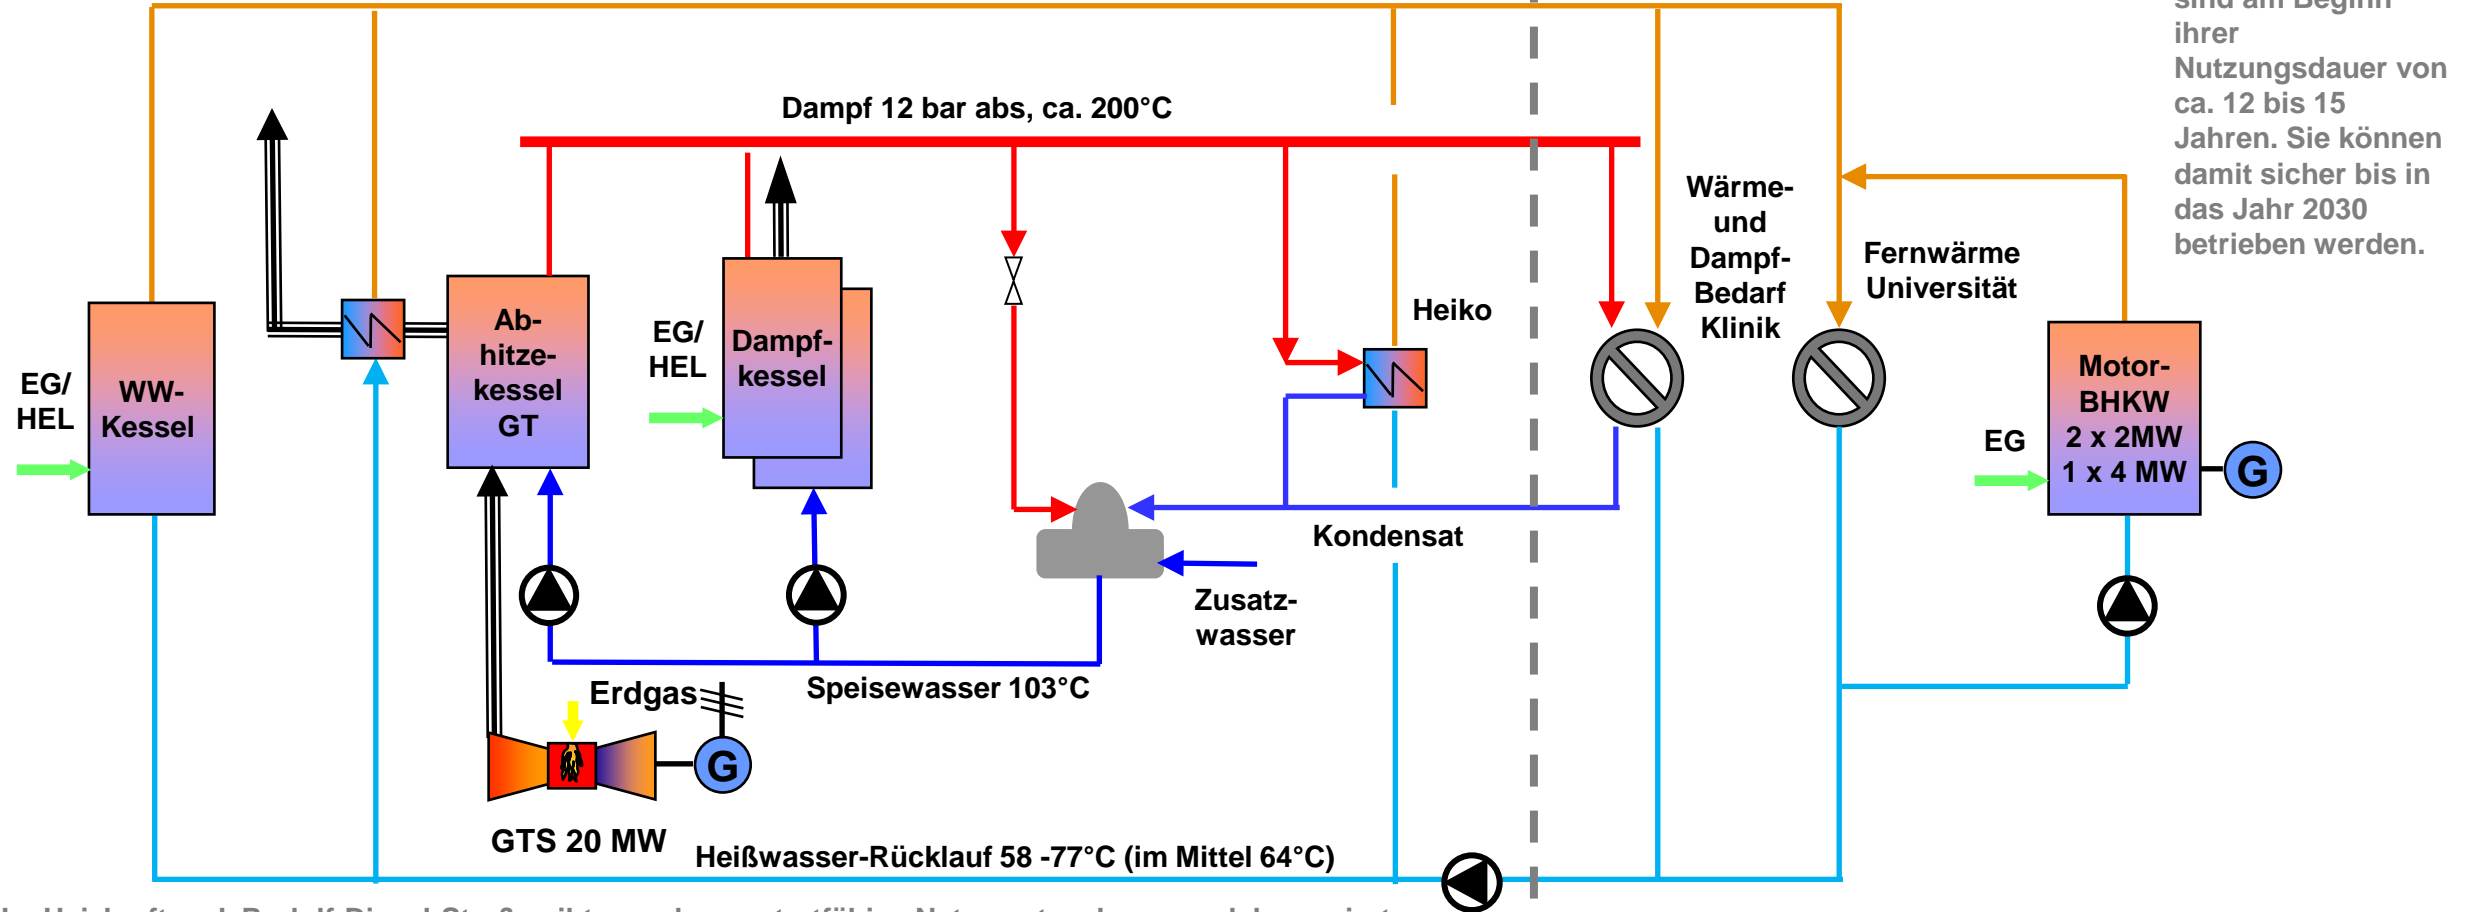 sind am Beginn
ihrer
Nutzungsdauer von
ca. 12 bis 15
Jahren. Sie können
damit sicher bis in
das Jahr 2030
betrieben werden.
Dampf 12 bar abs, ca. 200°C
Wärme-
und
Dampf-
Bedarf
Klinik
Fernwärme
Universität
Heiko
EG/
HEL
WW-
Kessel
Ab-
hitze-
kessel
GT
EG/
HEL
Dampf-
kessel
EG
Motor-
BHKW
2 x 2MW
1 x 4 MW
G
Kondensat
Zusatz-
wasser
Speisewasser 103°C
Erdgas
G
GTS 20 MW
Heißwasser-Rücklauf 58 -77°C (im Mittel 64°C)